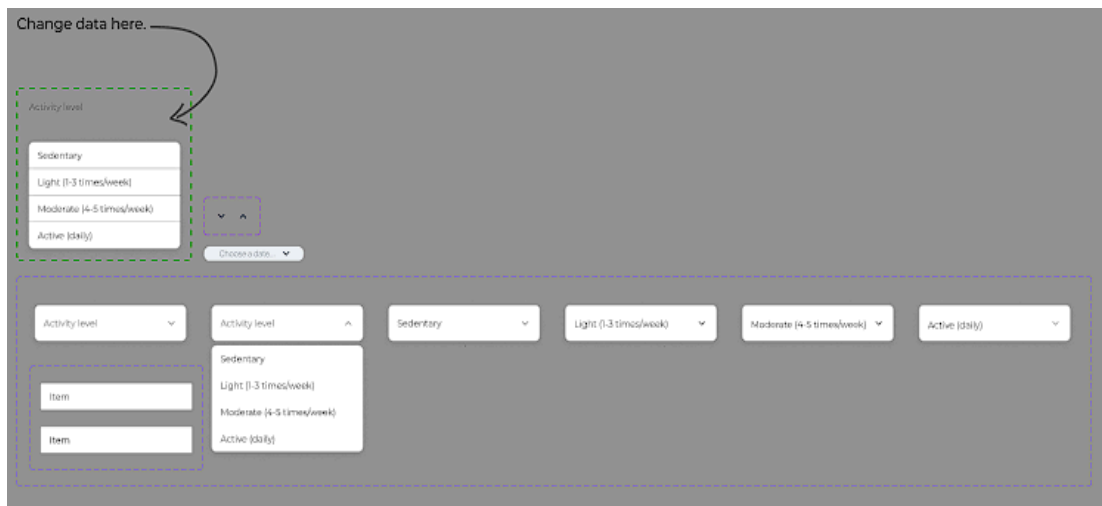 Change data here.
Activity level
Sedentary
Light (1-3 times/week)
Moderate (4-5 times/week)
Active (daily)
Choose a date...
Activity level
Activity level
Sedentary
Light (1-3 times/week)
Moderate (4-5 times/week)
Active (daily)
Sedentary
Light (1-3 times/week)
Moderate (4-5 times/week)
Active (daily)
Item
Item